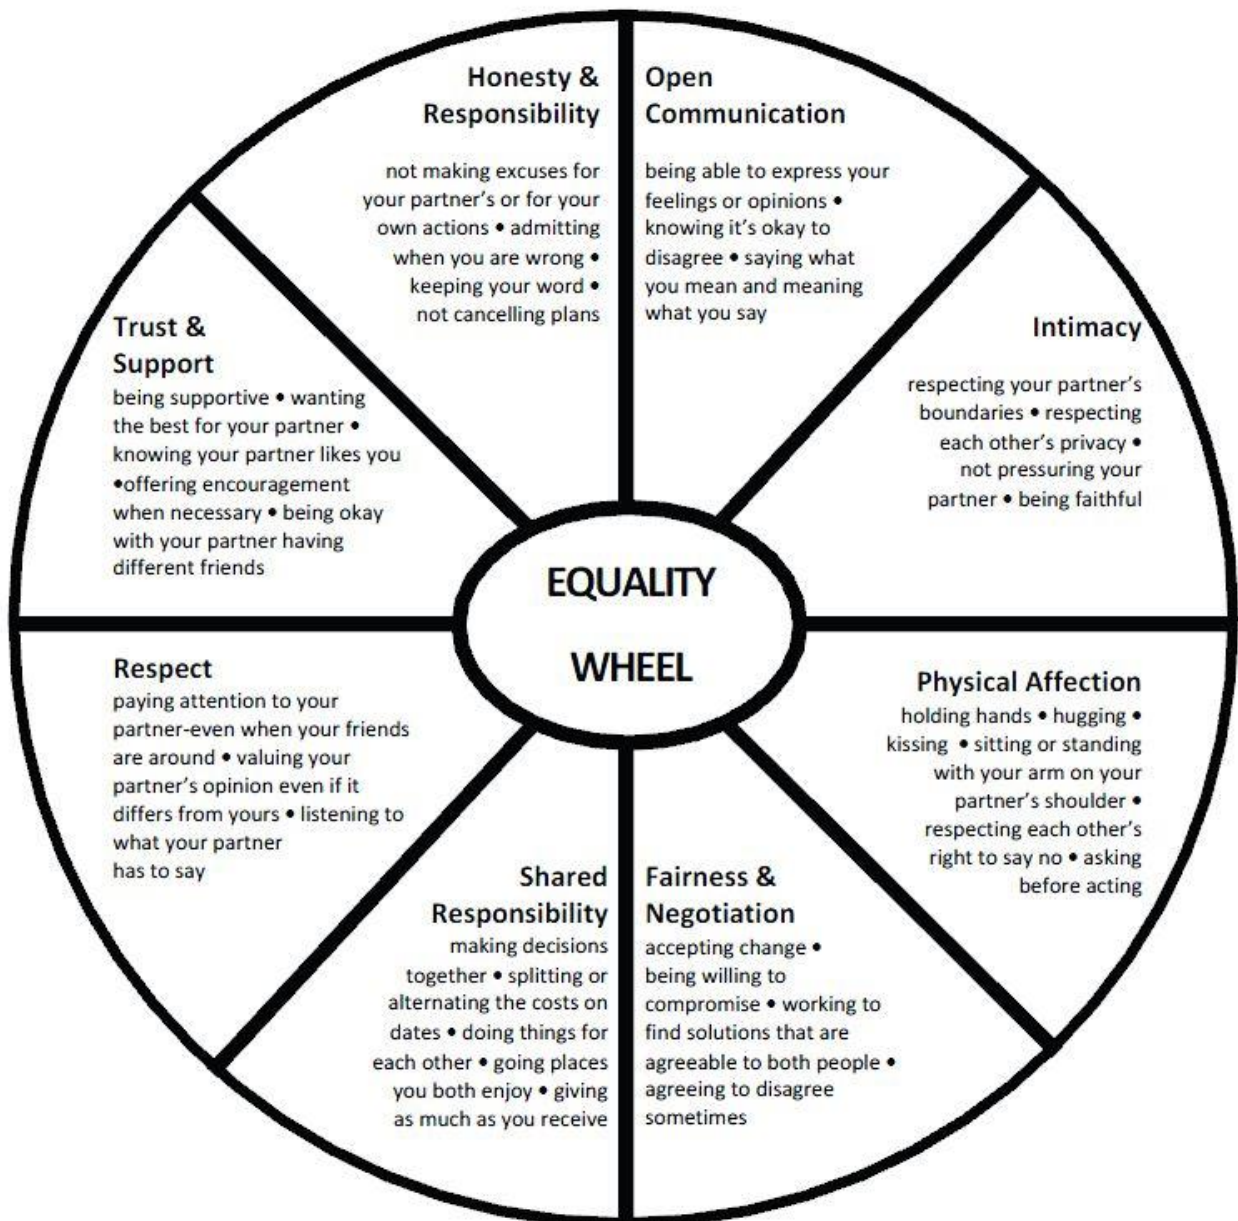 Honesty &
Responsibility
not making excuses for
your partner's or for your
own actions • admitting
when you are wrong •
keeping your word •
not cancelling plans
Open
Communication
being able to express your
feelings or opinions •
knowing it's okay to
disagree • saying what
you mean and meaning
what you say
Intimacy
respecting your partner's
boundaries • respecting
each other's privacy •
not pressuring your
partner • being faithful
Physical Affection
holding hands • hugging •
kissing • sitting or standing
with your arm on your
partner's shoulder •
respecting each other's
right to say no • asking
before acting
Fairness &
Negotiation
accepting change •
being willing to
compromise • working to
find solutions that are
agreeable to both people •
agreeing to disagree
sometimes
Shared
Responsibility
making decisions
together • splitting or
alternating the costs on
dates • doing things for
each other • going places
you both enjoy • giving
as much as you receive
Respect
paying attention to your
partner-even when your friends
are around • valuing your
partner's opinion even if it
differs from yours • listening to
what your partner
has to say
Trust &
Support
being supportive • wanting
the best for your partner •
knowing your partner likes you
•offering encouragement
when necessary • being okay
with your partner having
different friends
EQUALITY
WHEEL